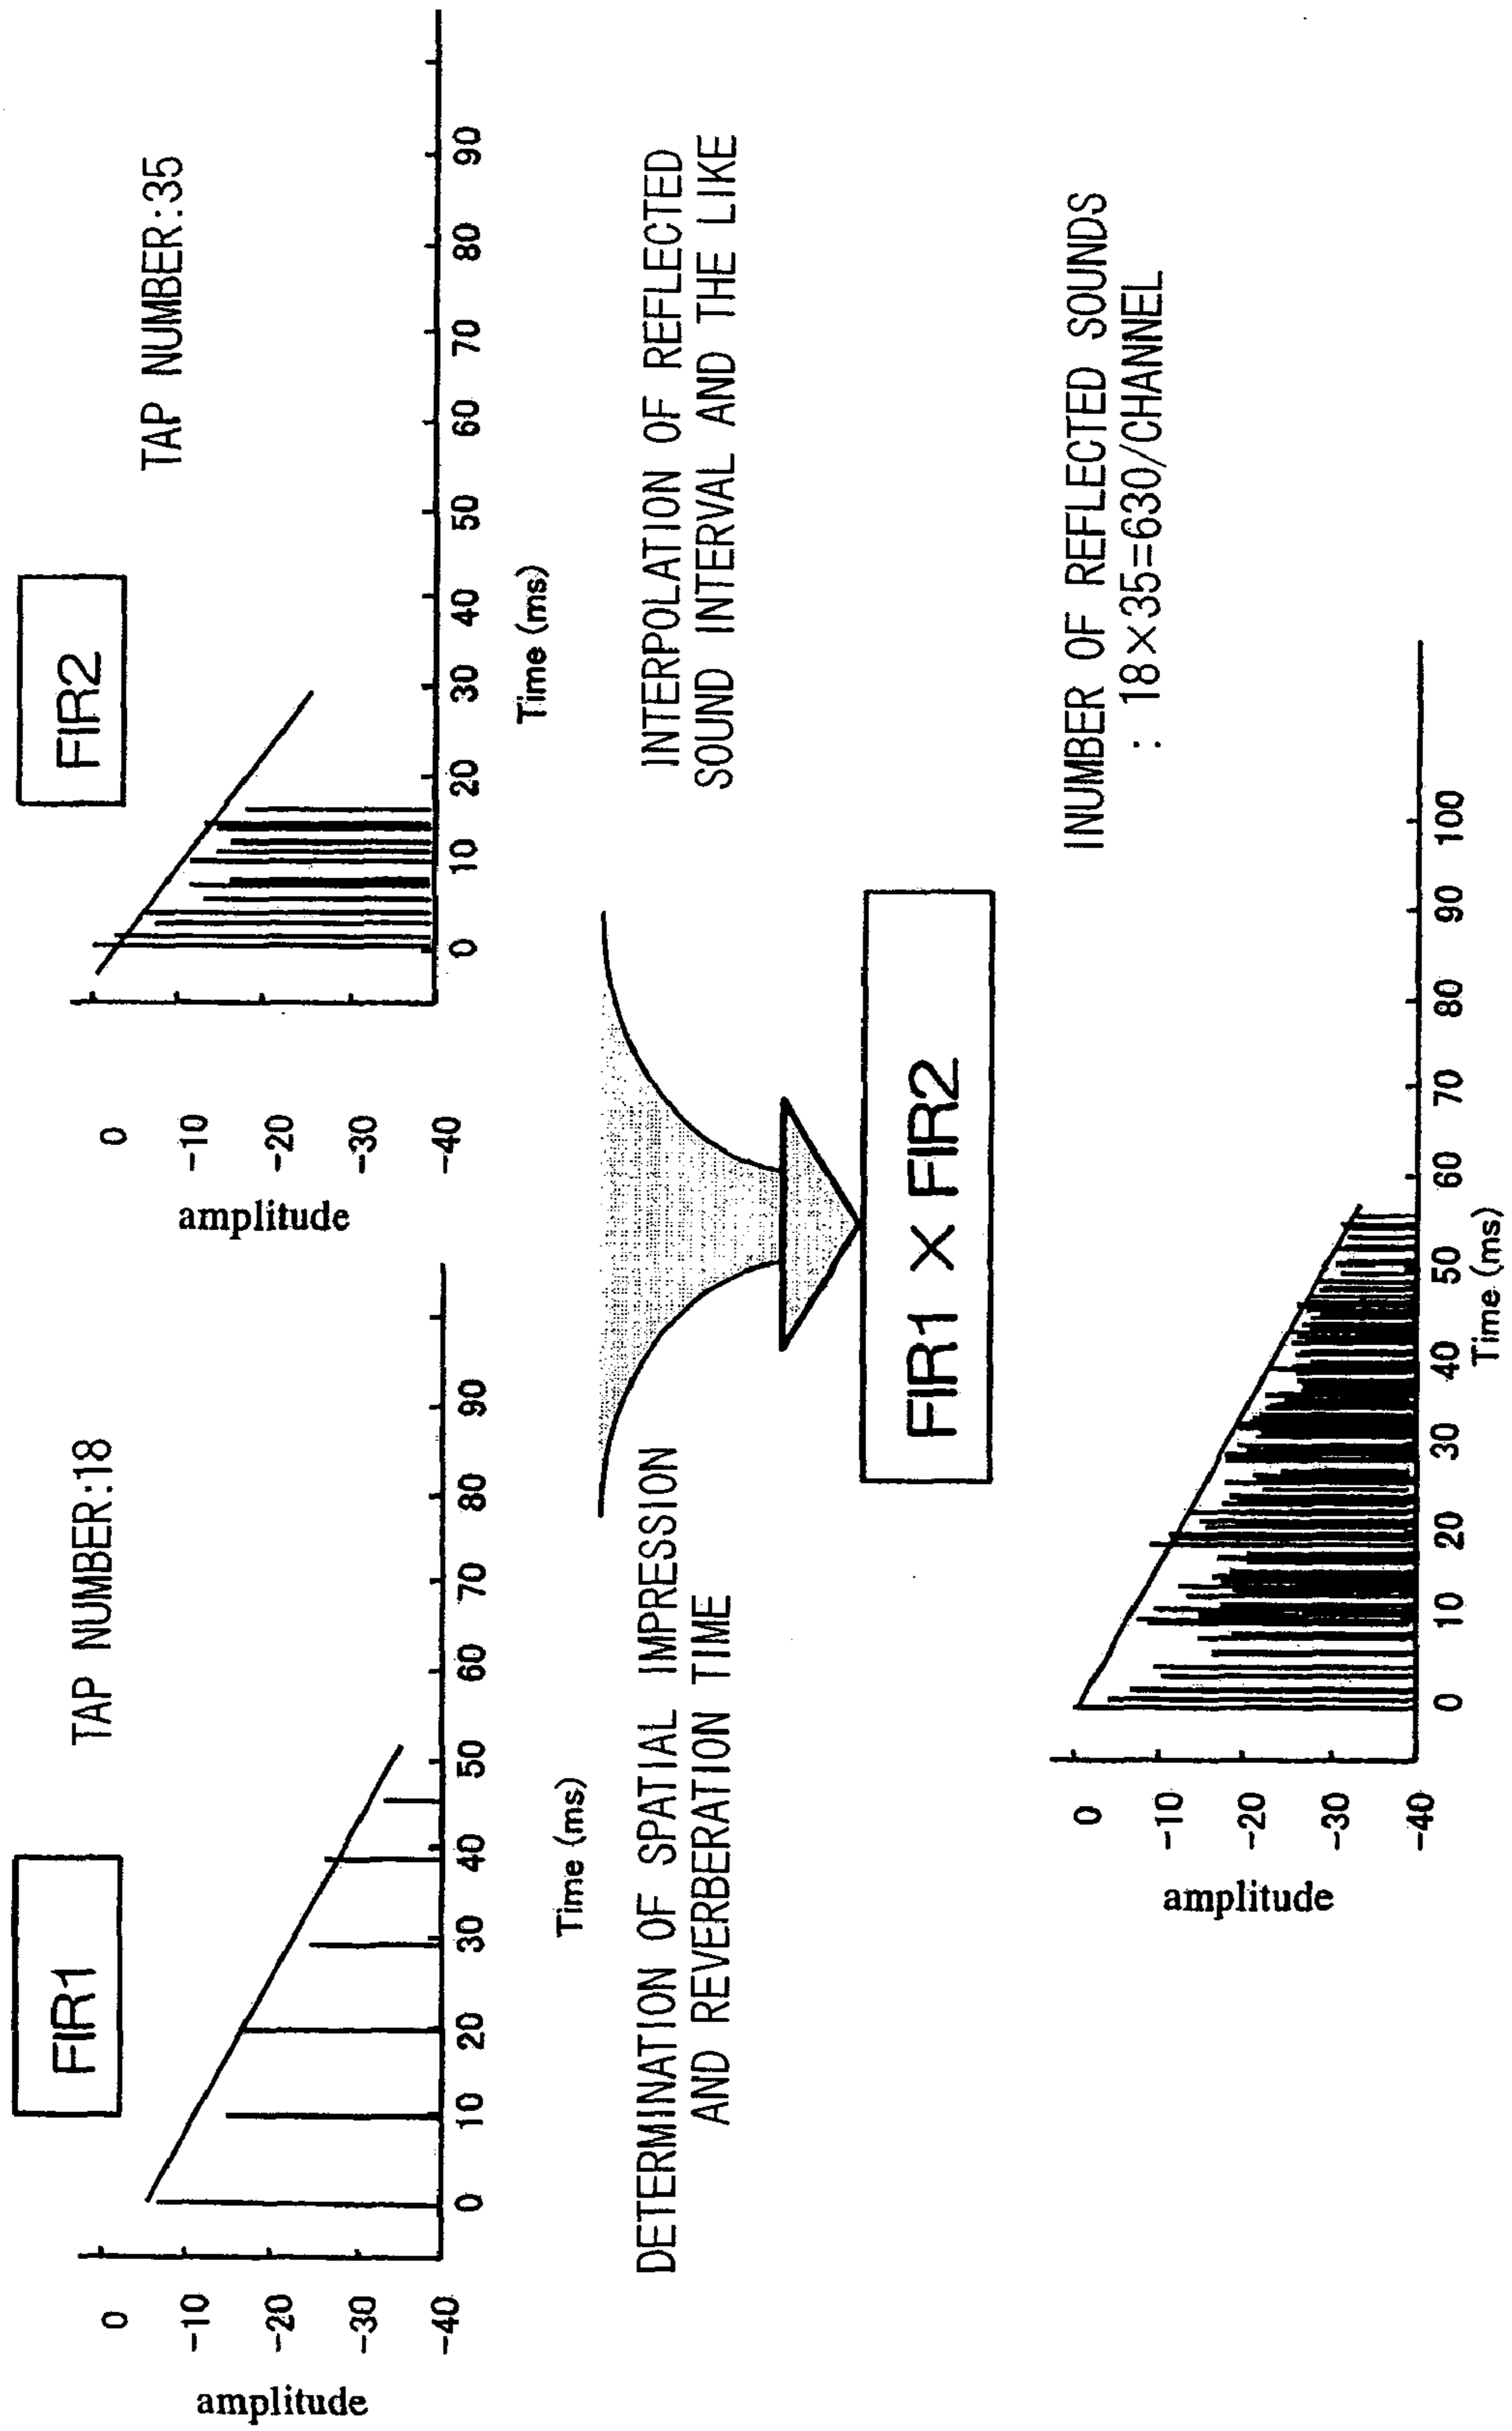 FIR1
TAP NUMBER:18
amplitude
0
-10
-20
-30
-40
0 10 20 30 40 50 60 70 80 90
Time (ms)
DETERMINATION OF SPATIAL IMPRESSION
AND REVERBERATION TIME
FIR2
TAP NUMBER:35
amplitude
0
-10
-20
-30
-40
0 10 20 30 40 50 60 70 80 90
Time (ms)
INTERPOLATION OF REFLECTED
SOUND INTERVAL AND THE LIKE
FIR1 × FIR2
INUMBER OF REFLECTED SOUNDS
: 18×35=630/CHANNEL
amplitude
0
-10
-20
-30
-40
0 10 20 30 40 50 60 70 80 90 100
Time (ms)